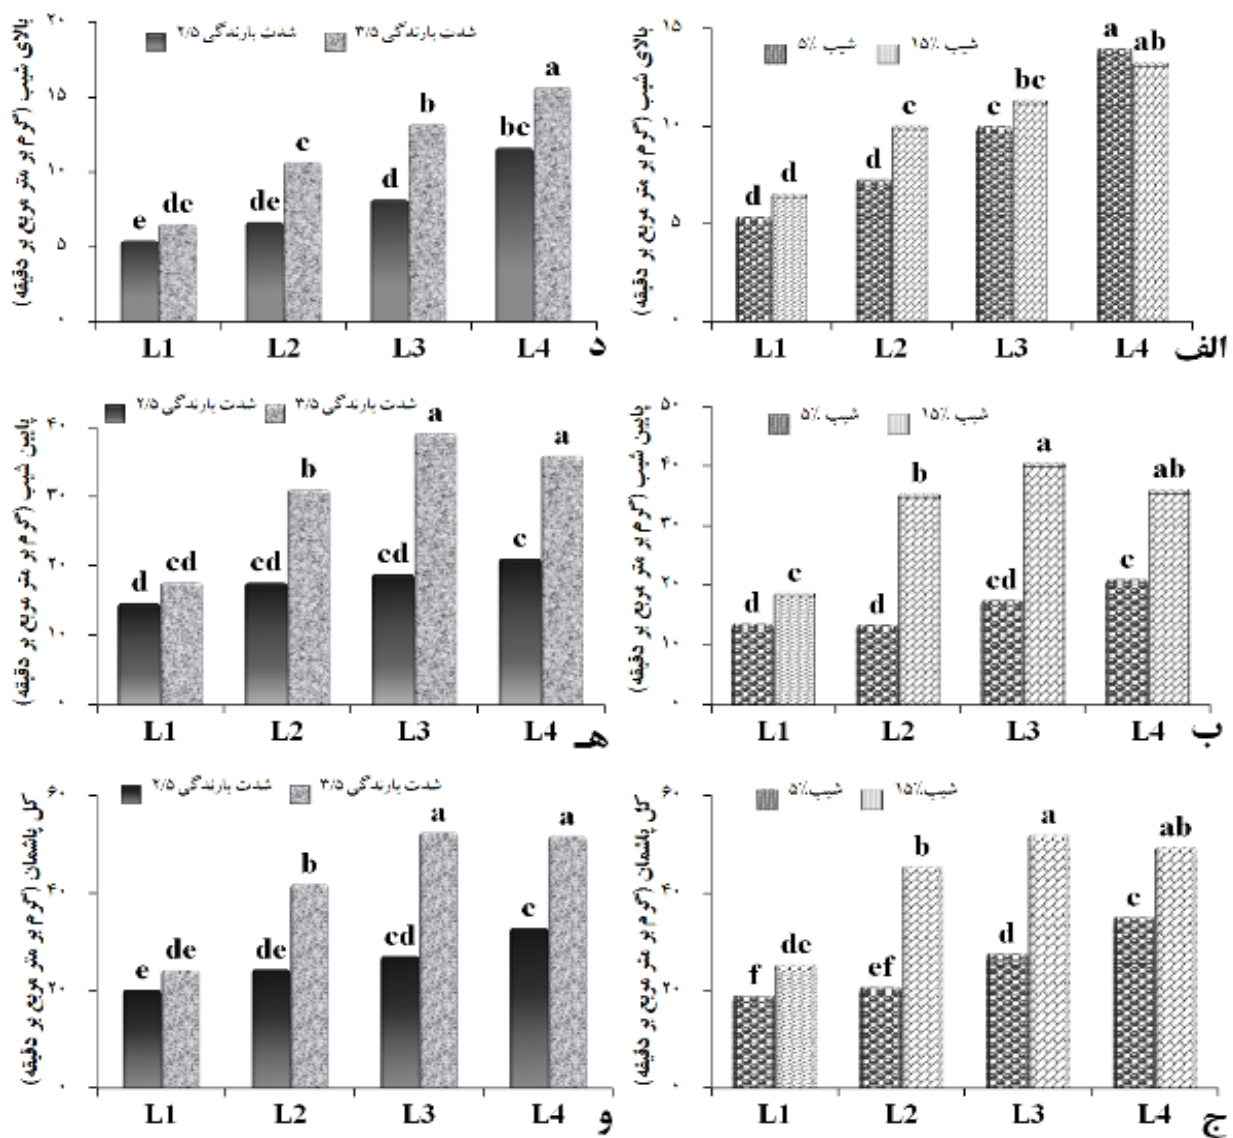 بالای شیب (گرم بر متر مربع بر دقیقه)
شیب ۵٪
شیب ۱۵٪
۱۵
۱۰
۵
۰
d d d c c bc a ab
L1 L2 L3 L4
الف
بالای شیب (گرم بر متر مربع بر دقیقه)
شدت بارندگی ۲/۵
شدت بارندگی ۳/۵
۲۰
۱۵
۱۰
۵
۰
e de de c d b bc a
L1 L2 L3 L4
د
پایین شیب (گرم بر متر مربع بر دقیقه)
شیب ۵٪
شیب ۱۵٪
۵۰
۴۰
۳۰
۲۰
۱۰
۰
d c d b cd a c ab
L1 L2 L3 L4
ب
پایین شیب (گرم بر متر مربع بر دقیقه)
شدت بارندگی ۲/۵
شدت بارندگی ۳/۵
۴۰
۳۰
۲۰
۱۰
۰
d cd cd b cd a c a
L1 L2 L3 L4
هـ
کل پاشمان (گرم بر متر مربع بر دقیقه)
شیب۵٪
شیب۱۵٪
۶۰
۴۰
۲۰
۰
f de ef b d a c ab
L1 L2 L3 L4
ج
کل پاشمان (گرم بر متر مربع بر دقیقه)
شدت بارندگی ۲/۵
شدت بارندگی ۳/۵
۶۰
۴۰
۲۰
۰
e de de b cd a c a
L1 L2 L3 L4
و